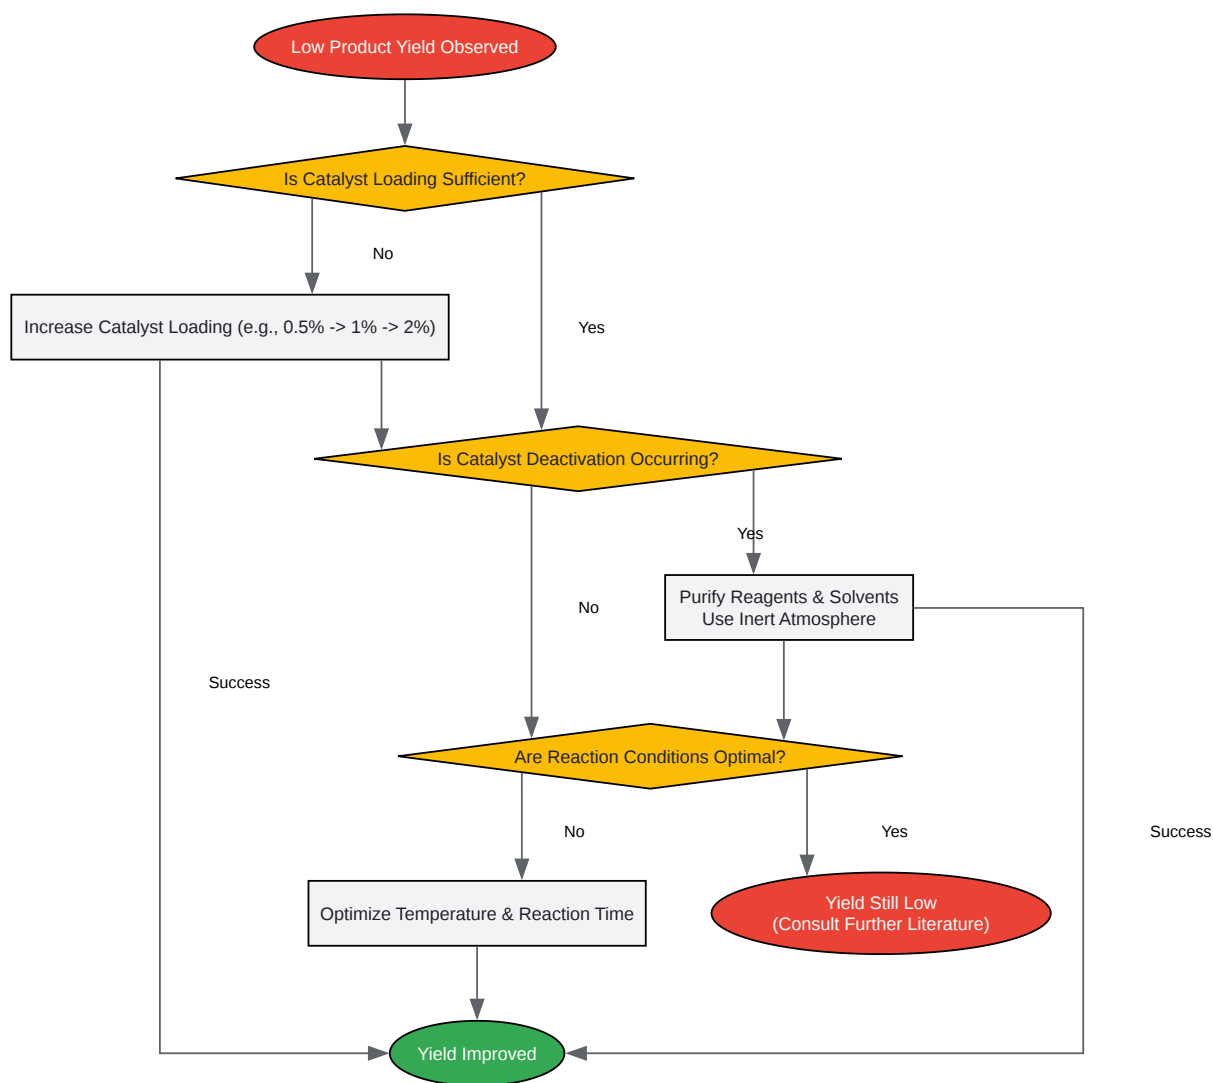 Low Product Yield Observed
Is Catalyst Loading Sufficient?
No
Increase Catalyst Loading (e.g., 0.5% -> 1% -> 2%)
Yes
Is Catalyst Deactivation Occurring?
Yes
Purify Reagents & Solvents
Use Inert Atmosphere
No
Success
Are Reaction Conditions Optimal?
No
Yes
Success
Optimize Temperature & Reaction Time
Yield Still Low
(Consult Further Literature)
Yield Improved